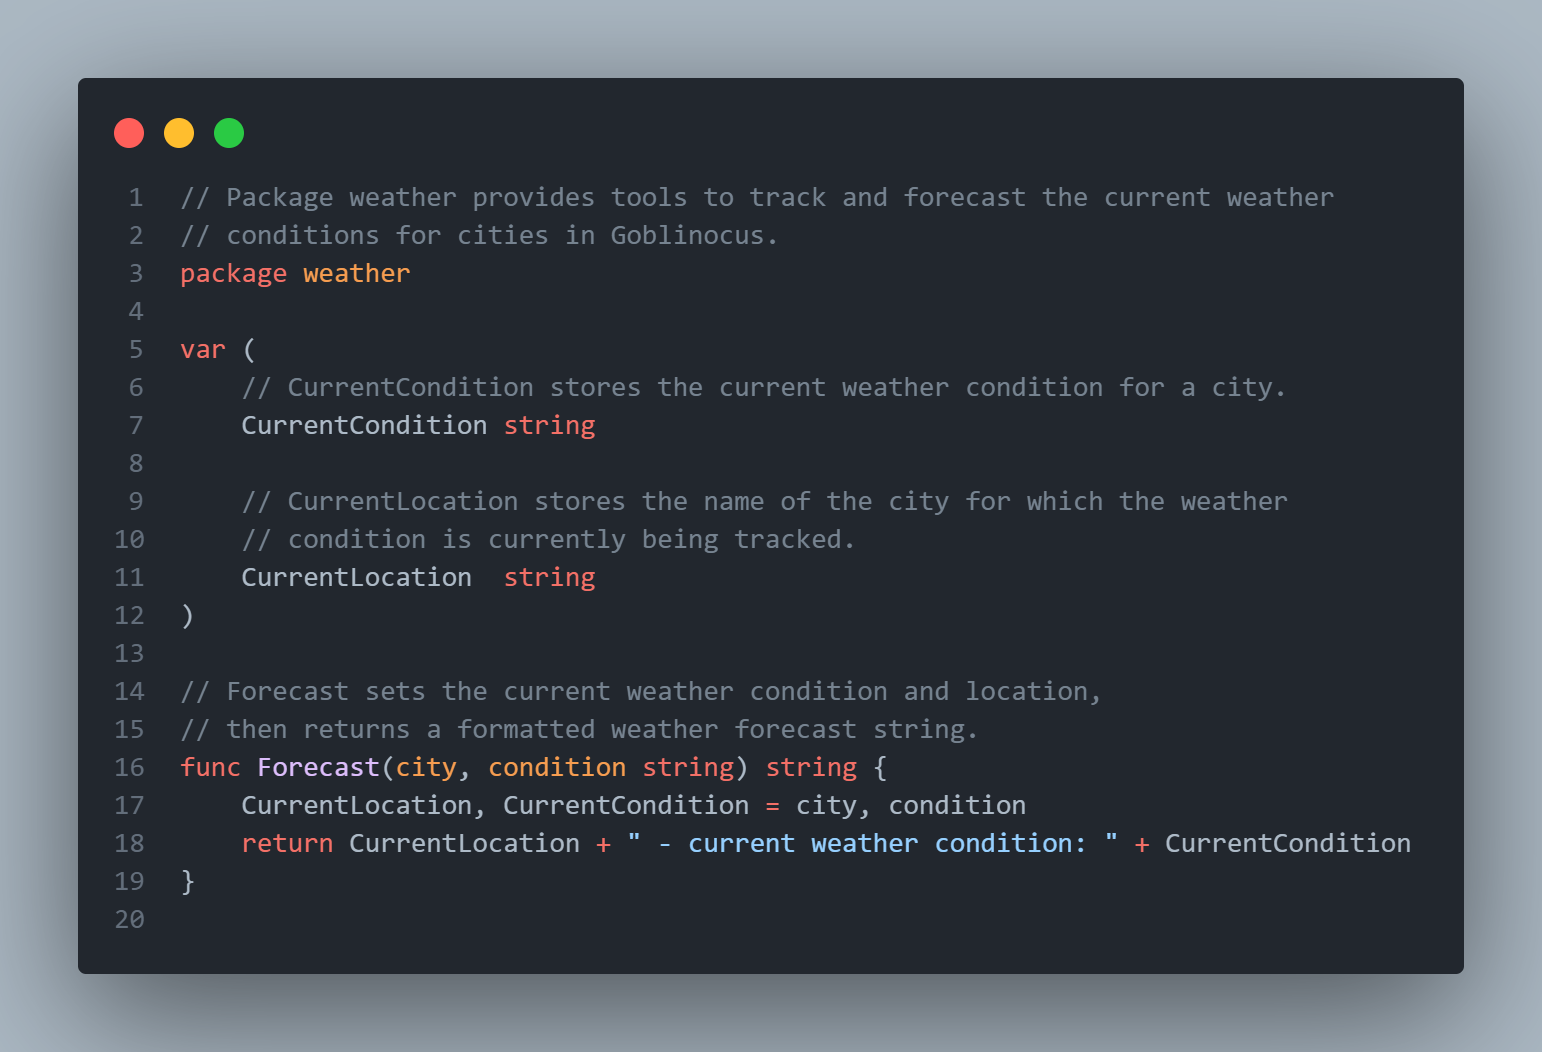 1 // Package weather provides tools to track and forecast the current weather
2 // conditions for cities in Goblinocus.
3 package weather
4
5 var (
6     // CurrentCondition stores the current weather condition for a city.
7     CurrentCondition string
8
9     // CurrentLocation stores the name of the city for which the weather
10     // condition is currently being tracked.
11     CurrentLocation  string
12 )
13
14 // Forecast sets the current weather condition and location,
15 // then returns a formatted weather forecast string.
16 func Forecast(city, condition string) string {
17     CurrentLocation, CurrentCondition = city, condition
18     return CurrentLocation + " - current weather condition: " + CurrentCondition
19 }
20